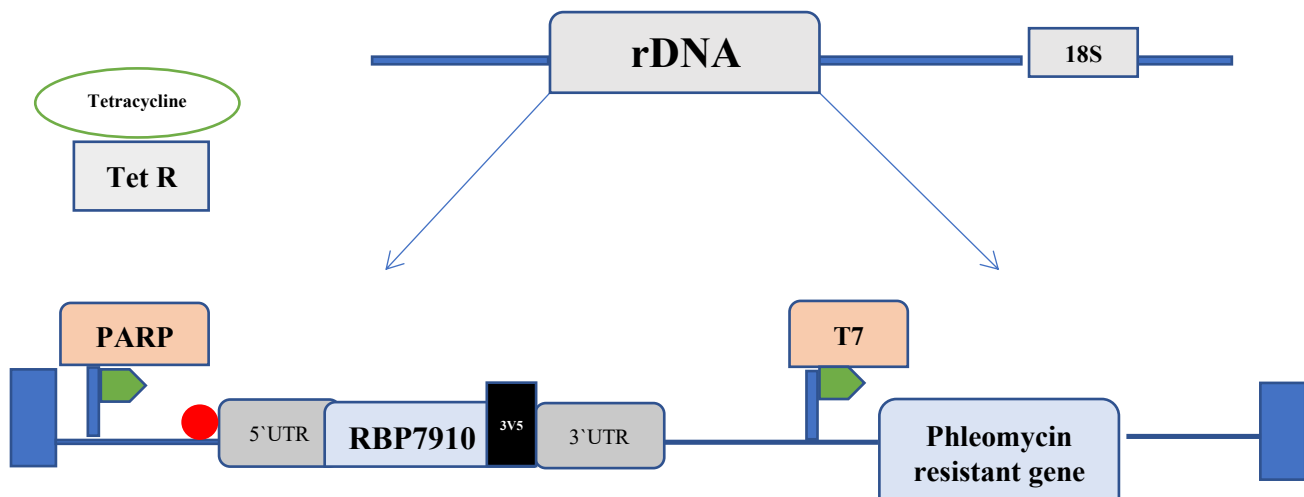 rDNA
18S
Tetracycline
Tet R
PARP
T7
5`UTR
RBP7910
3V5
3`UTR
Phleomycin
resistant gene